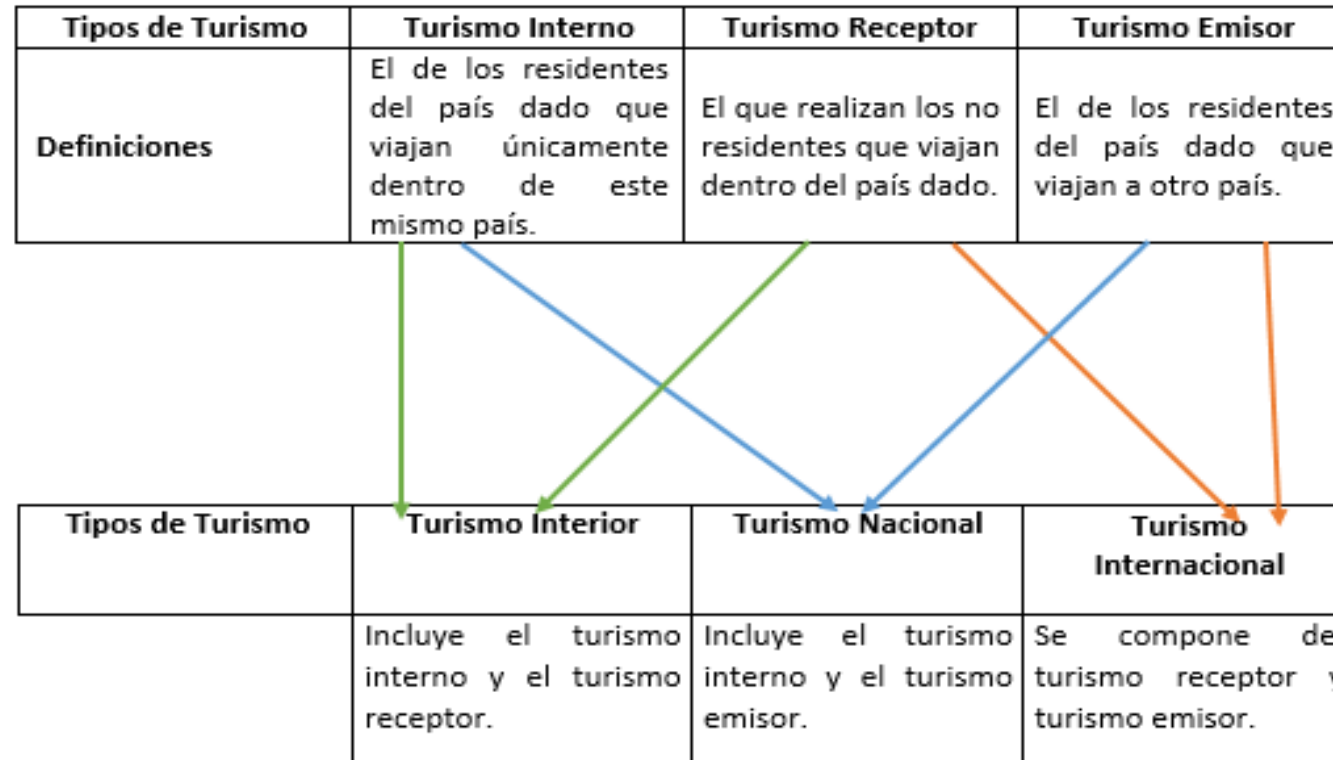 Tipos de Turismo
Turismo Interno
Turismo Receptor
Turismo Emisor
Definiciones
El de los residentes
del país dado que
viajan únicamente
dentro de este
mismo país.
El que realizan los no
residentes que viajan
dentro del país dado.
El de los residentes
del país dado que
viajan a otro país.
Tipos de Turismo
Turismo Interior
Turismo Nacional
Turismo
Internacional
Incluye el turismo
interno y el turismo
receptor.
Incluye el turismo
interno y el turismo
emisor.
Se compone de
turismo receptor y
turismo emisor.